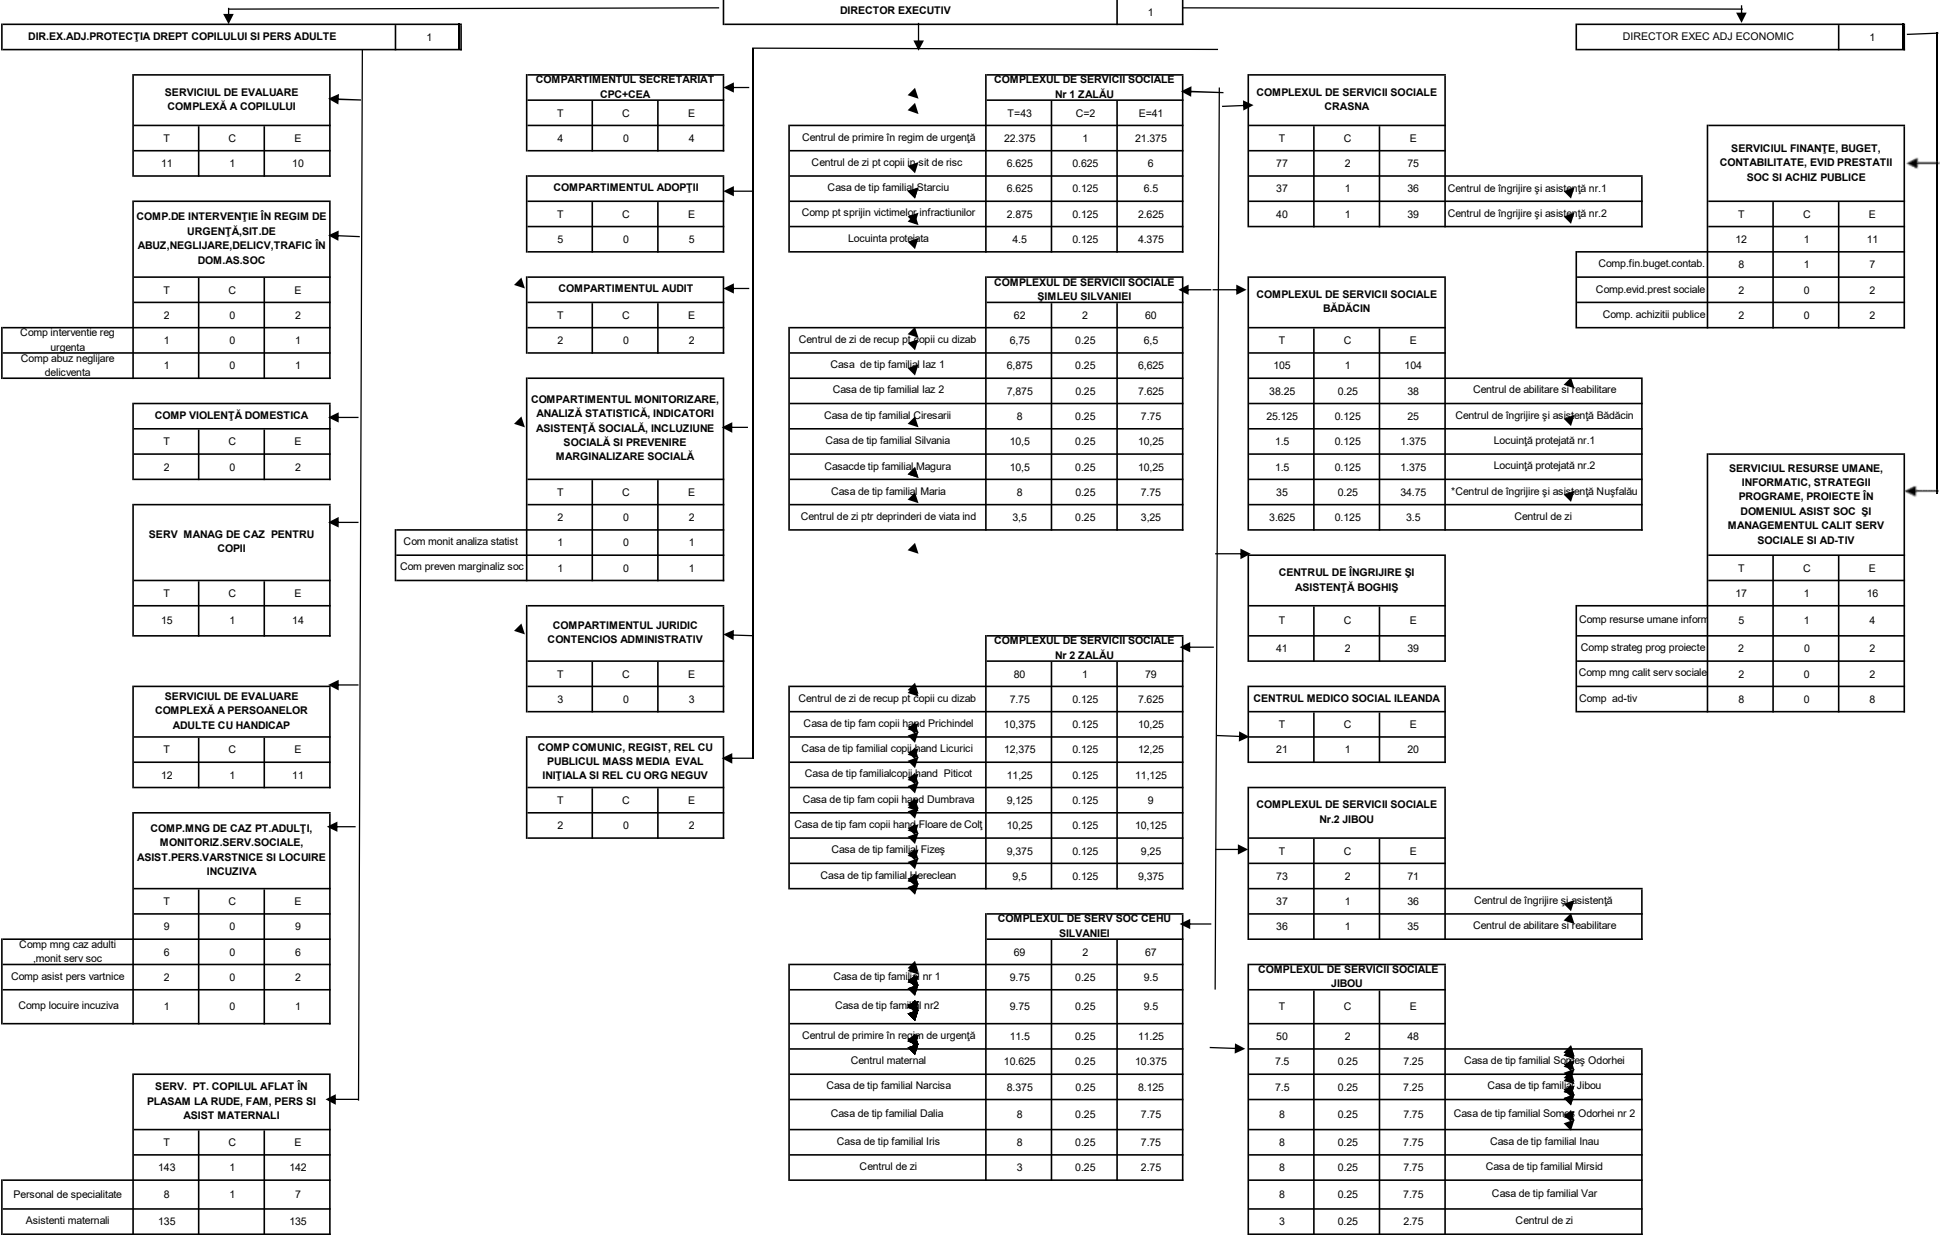 DIRECTOR EXECUTIV 1
DIR.EX.ADJ.PROTECŢIA DREPT COPILULUI SI PERS ADULTE 1
DIRECTOR EXEC ADJ ECONOMIC 1
SERVICIUL DE EVALUARE
COMPLEXĂ A COPILULUI
T C E
11 1 10
COMP.DE INTERVENŢIE ÎN REGIM DE
URGENŢĂ,SIT.DE
ABUZ,NEGLIJARE,DELICV,TRAFIC ÎN
DOM.AS.SOC
T C E
2 0 2
Comp interventie reg
urgenta
1 0 1
Comp abuz neglijare
delicventa
1 0 1
COMP VIOLENŢĂ DOMESTICA
T C E
2 0 2
SERV MANAG DE CAZ PENTRU
COPII
T C E
15 1 14
SERVICIUL DE EVALUARE
COMPLEXĂ A PERSOANELOR
ADULTE CU HANDICAP
T C E
12 1 11
COMP.MNG DE CAZ PT.ADULŢI,
MONITORIZ.SERV.SOCIALE,
ASIST.PERS.VARSTNICE SI LOCUIRE
INCUZIVA
T C E
9 0 9
Comp mng caz adulti
,monit serv soc
6 0 6
Comp asist pers vartnice 2 0 2
Comp locuire incuziva 1 0 1
SERV. PT. COPILUL AFLAT ÎN
PLASAM LA RUDE, FAM, PERS SI
ASIST MATERNALI
T C E
143 1 142
Personal de specialitate 8 1 7
Asistenti maternali 135 135
COMPARTIMENTUL SECRETARIAT
CPC+CEA
T C E
4 0 4
COMPARTIMENTUL ADOPŢII
T C E
5 0 5
COMPARTIMENTUL AUDIT
T C E
2 0 2
COMPARTIMENTUL MONITORIZARE,
ANALIZĂ STATISTICĂ, INDICATORI
ASISTENŢĂ SOCIALĂ, INCLUZIUNE
SOCIALĂ SI PREVENIRE
MARGINALIZARE SOCIALĂ
T C E
2 0 2
Com monit analiza statist 1 0 1
Com preven marginaliz soc 1 0 1
COMPARTIMENTUL JURIDIC
CONTENCIOS ADMINISTRATIV
T C E
3 0 3
COMP COMUNIC, REGIST, REL CU
PUBLICUL MASS MEDIA EVAL
INIŢIALA SI REL CU ORG NEGUV
T C E
2 0 2
COMPLEXUL DE SERVICII SOCIALE
Nr 1 ZALĂU
T=43 C=2 E=41
Centrul de primire în regim de urgenţă 22.375 1 21.375
Centrul de zi pt copii in sit de risc 6.625 0.625 6
Casa de tip familial Starciu 6.625 0.125 6.5
Comp pt sprijin victimelor infractiunilor 2.875 0.125 2.625
Locuinta protejata 4.5 0.125 4.375
COMPLEXUL DE SERVICII SOCIALE
ŞIMLEU SILVANIEI
62 2 60
Centrul de zi de recup pt copii cu dizab 6,75 0.25 6,5
Casa de tip familial Iaz 1 6,875 0.25 6,625
Casa de tip familial Iaz 2 7,875 0.25 7.625
Casa de tip familial Ciresarii 8 0.25 7.75
Casa de tip familial Silvania 10,5 0.25 10,25
Casacde tip familial Magura 10,5 0.25 10,25
Casa de tip familial Maria 8 0.25 7.75
Centrul de zi ptr deprinderi de viata ind 3,5 0.25 3,25
COMPLEXUL DE SERVICII SOCIALE
Nr 2 ZALĂU
80 1 79
Centrul de zi de recup pt copii cu dizab 7.75 0.125 7.625
Casa de tip fam copii hand Prichindel 10,375 0.125 10,25
Casa de tip familial copii hand Licurici 12,375 0.125 12,25
Casa de tip familialcopii hand Piticot 11,25 0.125 11,125
Casa de tip fam copii hand Dumbrava 9,125 0.125 9
Casa de tip fam copii hand Floare de Colţ 10,25 0.125 10,125
Casa de tip familial Fizeş 9,375 0.125 9,25
Casa de tip familial Hereclean 9,5 0.125 9,375
COMPLEXUL DE SERV SOC CEHU
SILVANIEI
69 2 67
Casa de tip familial nr 1 9.75 0.25 9.5
Casa de tip familial nr2 9.75 0.25 9.5
Centrul de primire în regim de urgenţă 11.5 0.25 11.25
Centrul maternal 10.625 0.25 10.375
Casa de tip familial Narcisa 8.375 0.25 8.125
Casa de tip familial Dalia 8 0.25 7.75
Casa de tip familial Iris 8 0.25 7.75
Centrul de zi 3 0.25 2.75
COMPLEXUL DE SERVICII SOCIALE
CRASNA
T C E
77 2 75
37 1 36 Centrul de îngrijire şi asistenţă nr.1
40 1 39 Centrul de îngrijire şi asistenţă nr.2
COMPLEXUL DE SERVICII SOCIALE
BĂDĂCIN
T C E
105 1 104
38.25 0.25 38 Centrul de abilitare si reabilitare
25.125 0.125 25 Centrul de îngrijire şi asistenţă Bădăcin
1.5 0.125 1.375 Locuinţă protejată nr.1
1.5 0.125 1.375 Locuinţă protejată nr.2
35 0.25 34.75 *Centrul de îngrijire şi asistenţă Nuşfalău
3.625 0.125 3.5 Centrul de zi
CENTRUL DE ÎNGRIJIRE ŞI
ASISTENŢĂ BOGHIŞ
T C E
41 2 39
CENTRUL MEDICO SOCIAL ILEANDA
T C E
21 1 20
COMPLEXUL DE SERVICII SOCIALE
Nr.2 JIBOU
T C E
73 2 71
37 1 36 Centrul de îngrijire şi asistenţă
36 1 35 Centrul de abilitare si reabilitare
COMPLEXUL DE SERVICII SOCIALE
JIBOU
T C E
50 2 48
7.5 0.25 7.25 Casa de tip familial Someş Odorhei
7.5 0.25 7.25 Casa de tip familial Jibou
8 0.25 7.75 Casa de tip familial Someş Odorhei nr 2
8 0.25 7.75 Casa de tip familial Inau
8 0.25 7.75 Casa de tip familial Mirsid
8 0.25 7.75 Casa de tip familial Var
3 0.25 2.75 Centrul de zi
SERVICIUL FINANŢE, BUGET,
CONTABILITATE, EVID PRESTATII
SOC SI ACHIZ PUBLICE
T C E
12 1 11
Comp.fin.buget.contab. 8 1 7
Comp.evid.prest sociale 2 0 2
Comp. achizitii publice 2 0 2
SERVICIUL RESURSE UMANE,
INFORMATIC, STRATEGII
PROGRAME, PROIECTE ÎN
DOMENIUL ASIST SOC ŞI
MANAGEMENTUL CALIT SERV
SOCIALE SI AD-TIV
T C E
17 1 16
Comp resurse umane inform 5 1 4
Comp strateg prog proiecte 2 0 2
Comp mng calit serv sociale 2 0 2
Comp ad-tiv 8 0 8